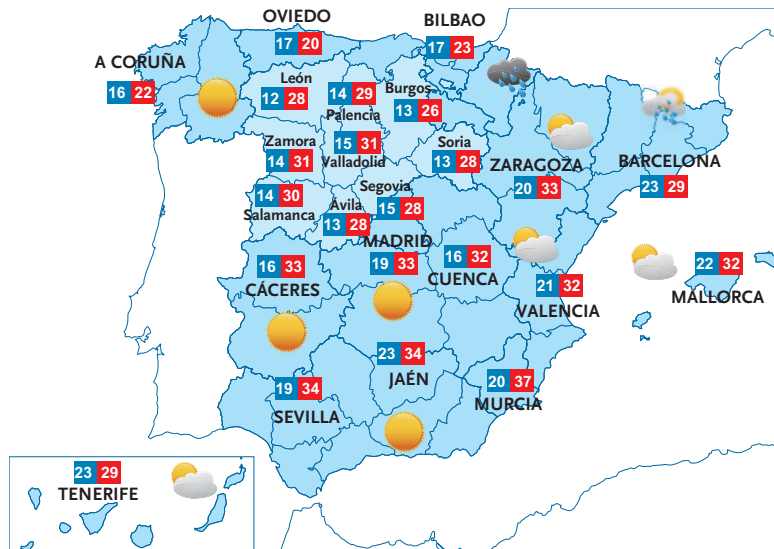 OVIEDO
17 20
BILBAO
17 23
A CORUÑA
16 22
León
12 28
14 29
Palencia
Burgos
13 26
Zamora
14 31
15 31
Valladolid
Soria
13 28
ZARAGOZA
20 33
BARCELONA
23 29
14 30
Salamanca
Ávila
13 28
Segovia
15 28
MADRID
19 33
16 32
CUENCA
16 33
CÁCERES
21 32
VALENCIA
22 32
MALLORCA
23 34
JAÉN
20 37
MURCIA
19 34
SEVILLA
23 29
TENERIFE